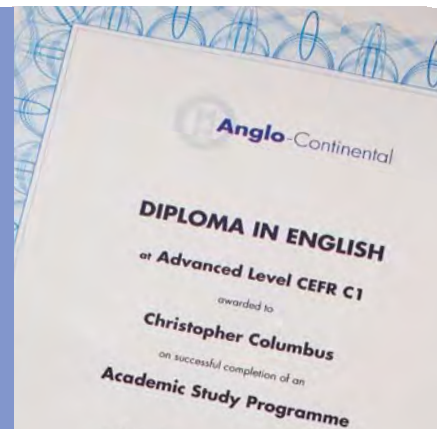 Anglo-Continental
DIPLOMA IN ENGLISH
at Advanced Level CEFR C1
awarded to
Christopher Columbus
on successful completion of an
Academic Study Programme